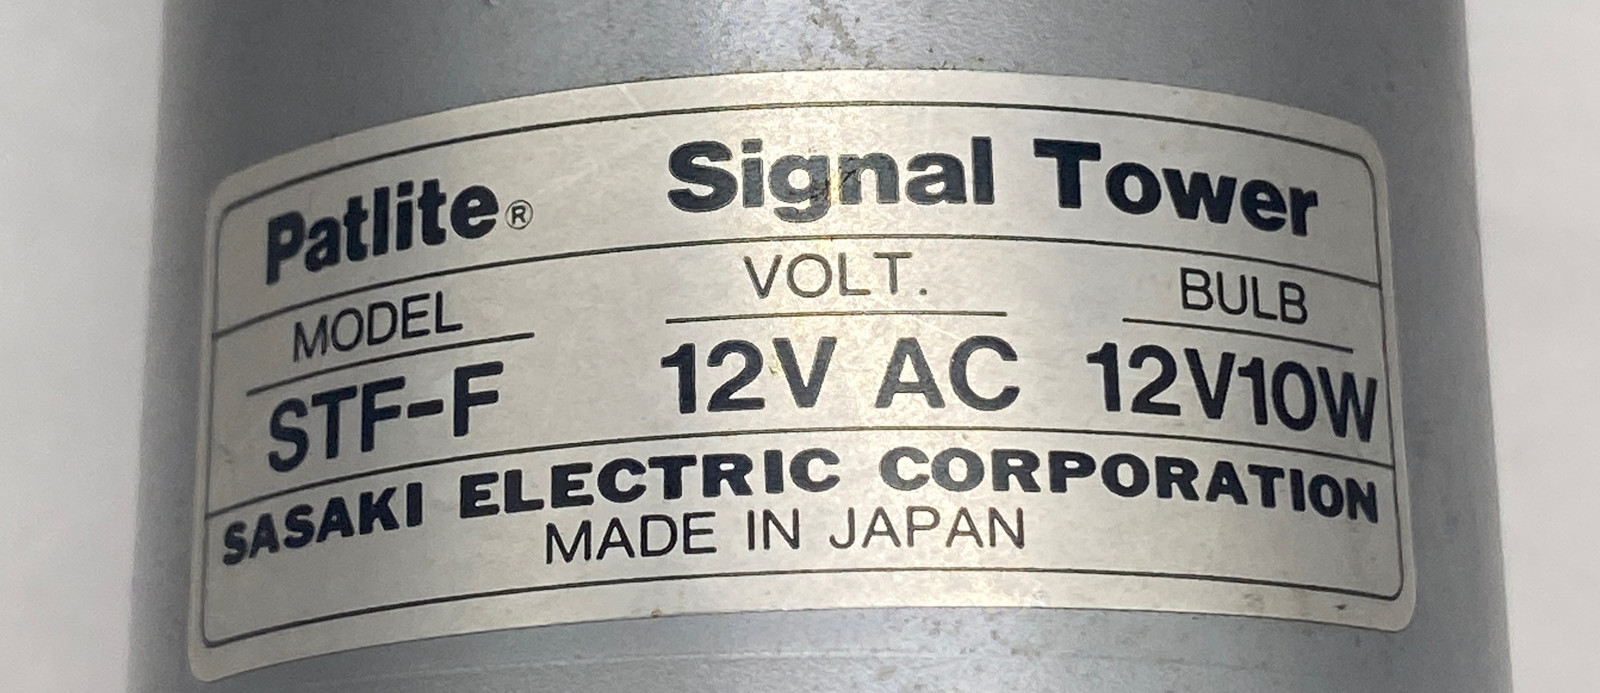 Patlite® Signal Tower
MODEL VOLT. BULB
STF-F 12V AC 12V10W
SASAKI ELECTRIC CORPORATION
MADE IN JAPAN